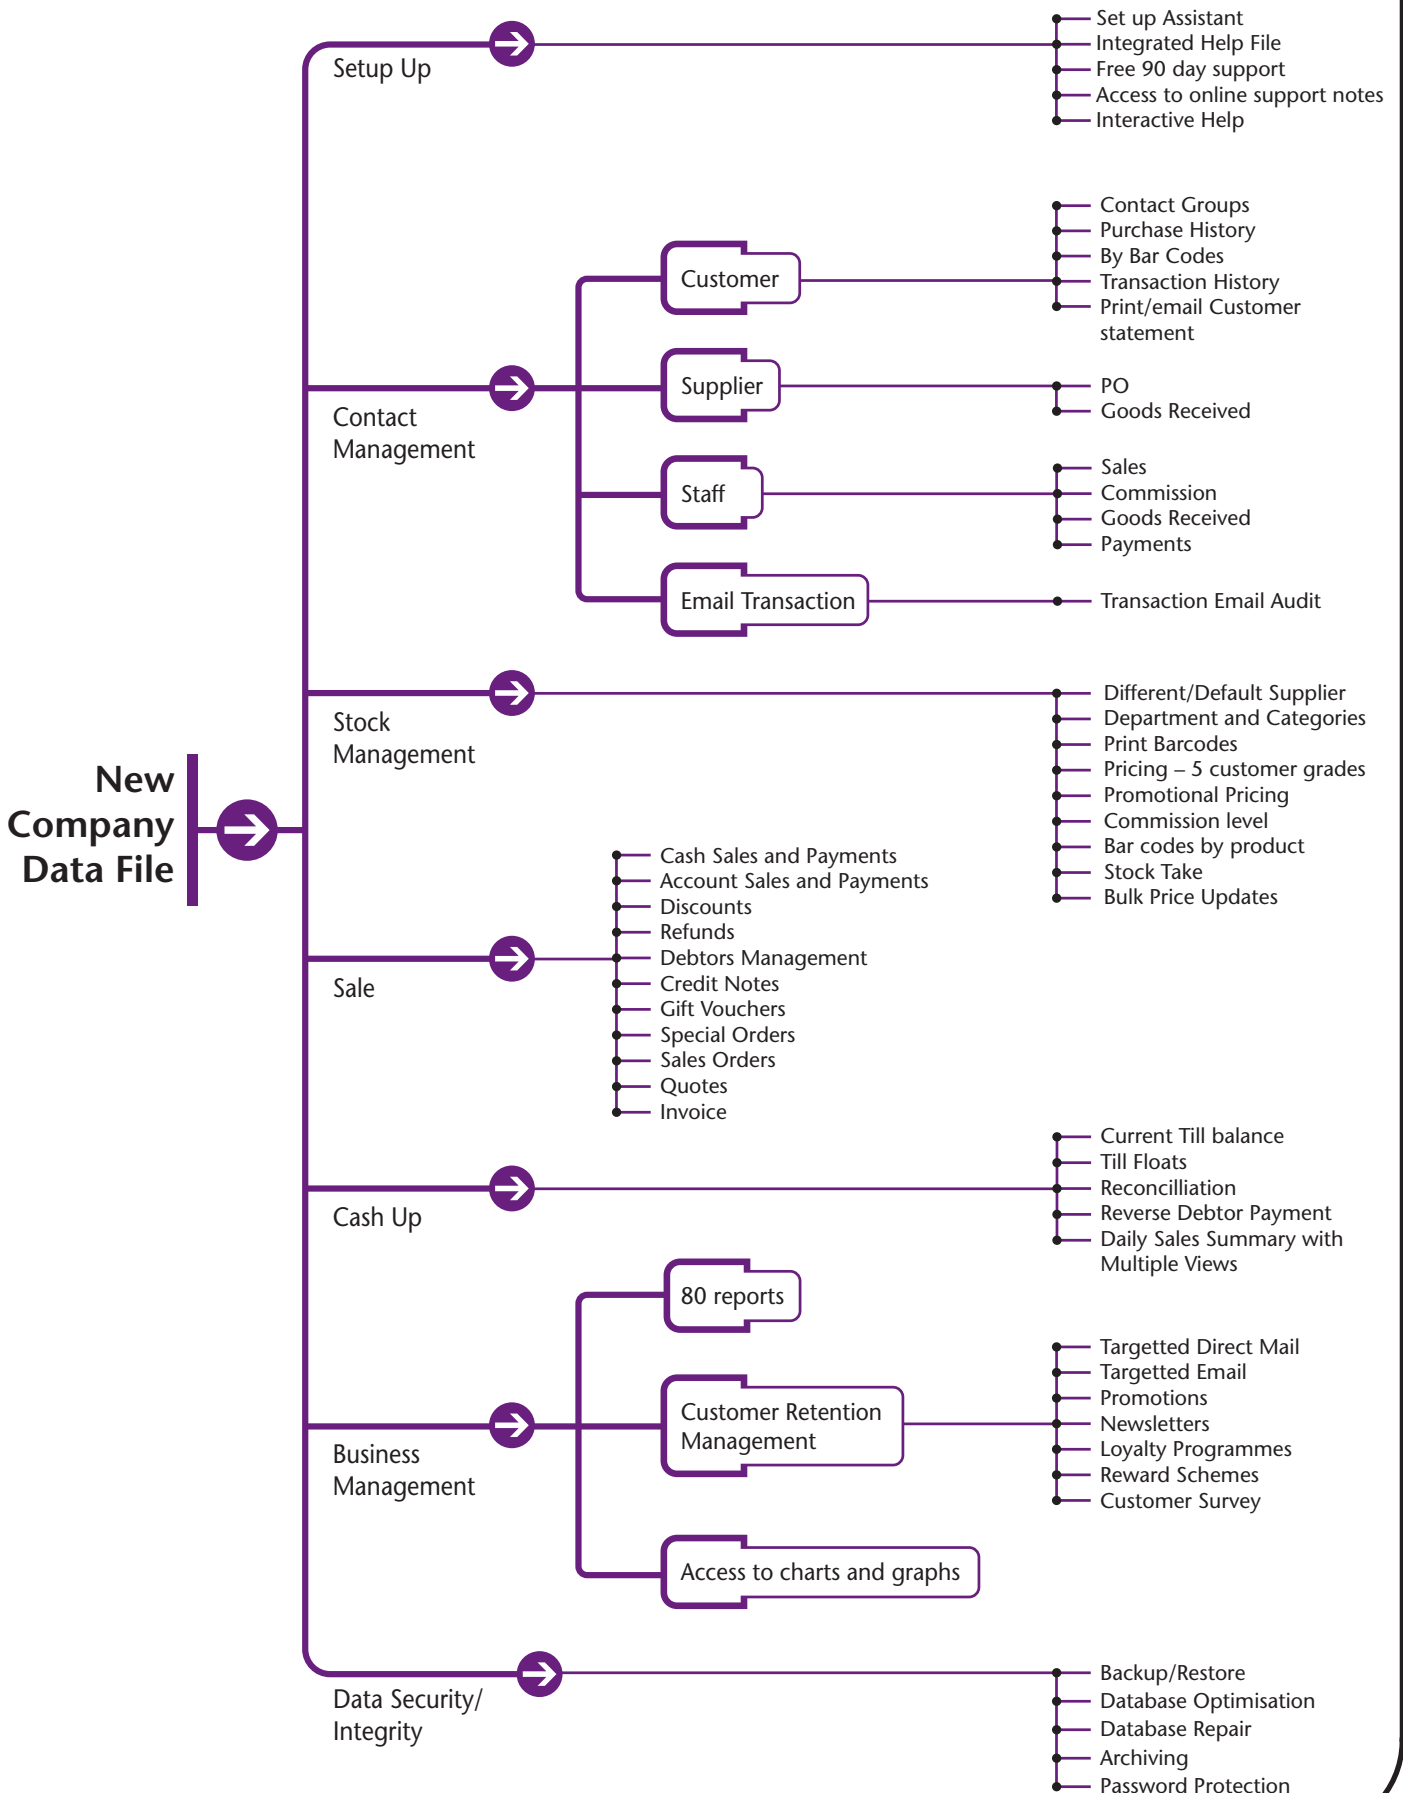 New
Company
Data File
Setup Up
Set up Assistant
Integrated Help File
Free 90 day support
Access to online support notes
Interactive Help
Contact
Management
Customer
Contact Groups
Purchase History
By Bar Codes
Transaction History
Print/email Customer
statement
Supplier
PO
Goods Received
Staff
Sales
Commission
Goods Received
Payments
Email Transaction
Transaction Email Audit
Stock
Management
Different/Default Supplier
Department and Categories
Print Barcodes
Pricing – 5 customer grades
Promotional Pricing
Commission level
Bar codes by product
Stock Take
Bulk Price Updates
Sale
Cash Sales and Payments
Account Sales and Payments
Discounts
Refunds
Debtors Management
Credit Notes
Gift Vouchers
Special Orders
Sales Orders
Quotes
Invoice
Cash Up
Current Till balance
Till Floats
Reconcilliation
Reverse Debtor Payment
Daily Sales Summary with
Multiple Views
Business
Management
80 reports
Customer Retention
Management
Targetted Direct Mail
Targetted Email
Promotions
Newsletters
Loyalty Programmes
Reward Schemes
Customer Survey
Access to charts and graphs
Data Security/
Integrity
Backup/Restore
Database Optimisation
Database Repair
Archiving
Password Protection